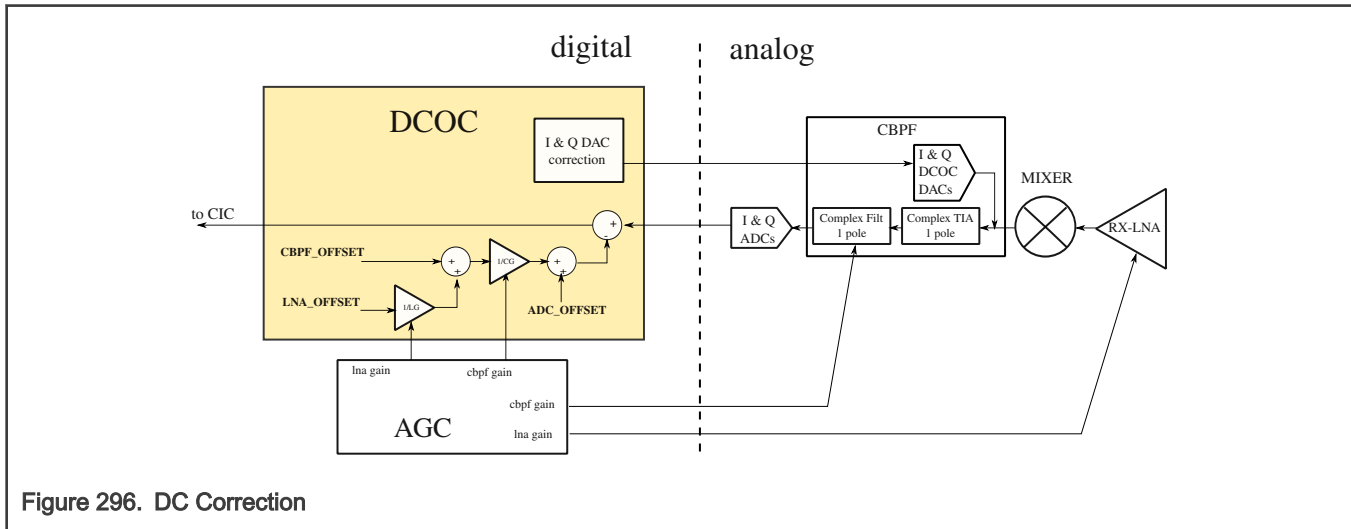 digital
analog
DCOC
I & Q DAC
correction
CBPF
I & Q
DCOC
DACs
MIXER
to CIC
+
-
I & Q
ADCs
Complex Filt
1 pole
Complex TIA
1 pole
RX-LNA
CBPF_OFFSET
+
+
1/CG
+
+
LNA_OFFSET
1/LG
ADC_OFFSET
lna gain
cbpf gain
cbpf gain
AGC
lna gain
Figure 296. DC Correction